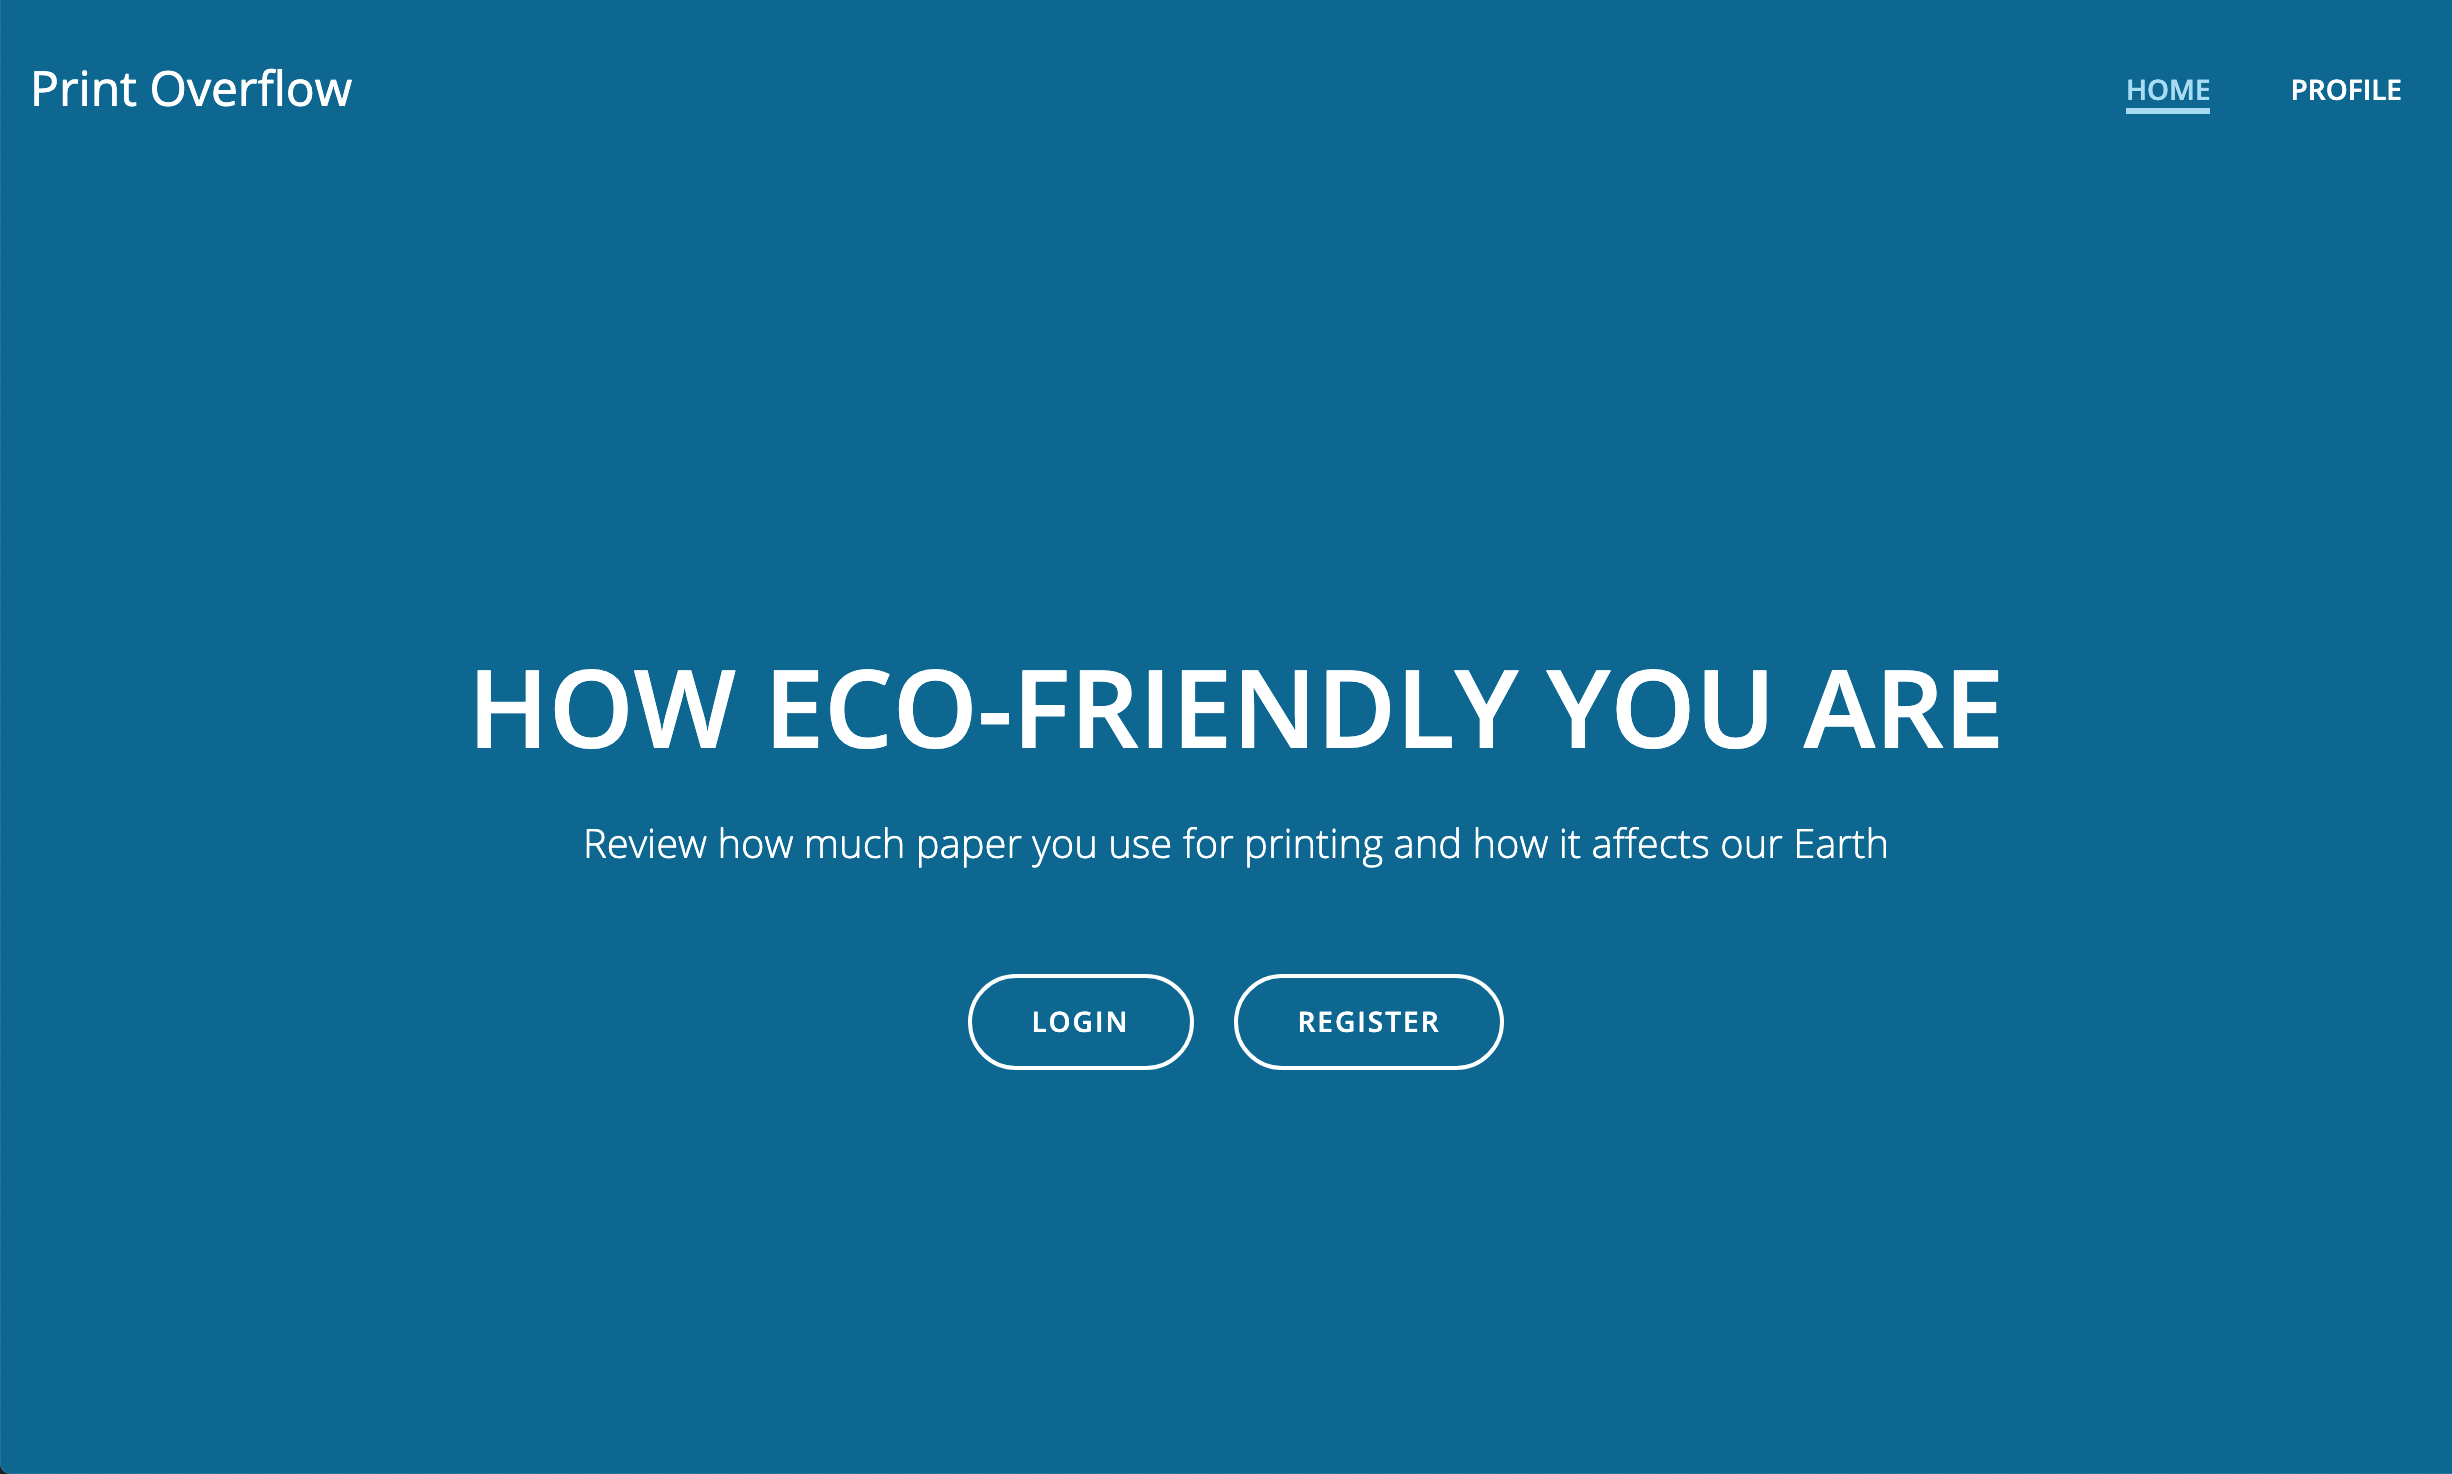 Print Overflow
HOME
PROFILE
HOW ECO-FRIENDLY YOU ARE
Review how much paper you use for printing and how it affects our Earth
LOGIN
REGISTER